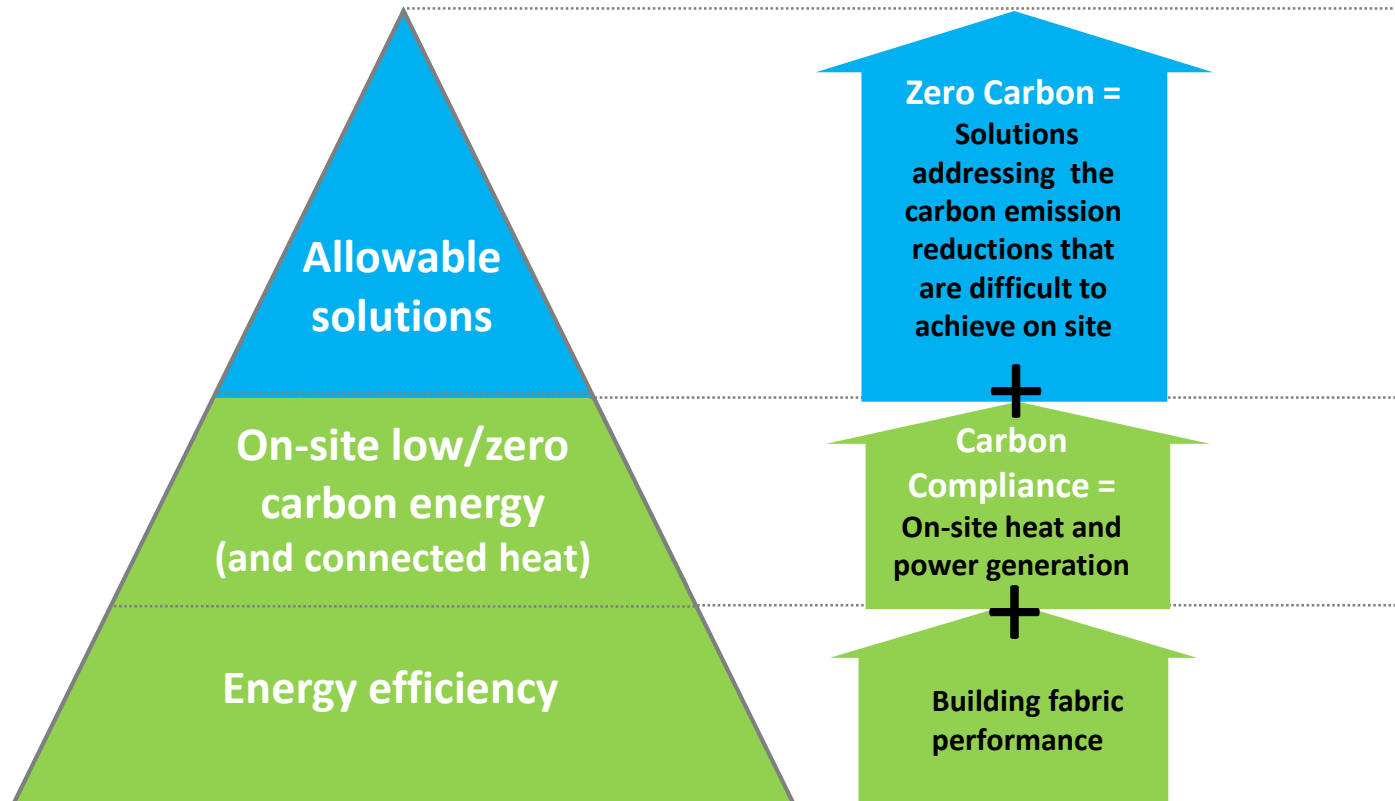 Allowable
solutions
On-site low/zero
carbon energy
(and connected heat)
Energy efficiency
Zero Carbon =
Solutions
addressing  the
carbon emission
reductions that
are difficult to
achieve on site
+
Carbon
Compliance =
On-site heat and
power generation
+
Building fabric
performance